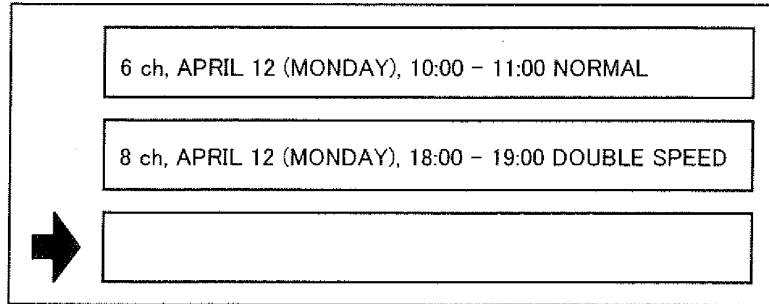 6 ch, APRIL 12 (MONDAY), 10:00 - 11:00 NORMAL
8 ch, APRIL 12 (MONDAY), 18:00 - 19:00 DOUBLE SPEED